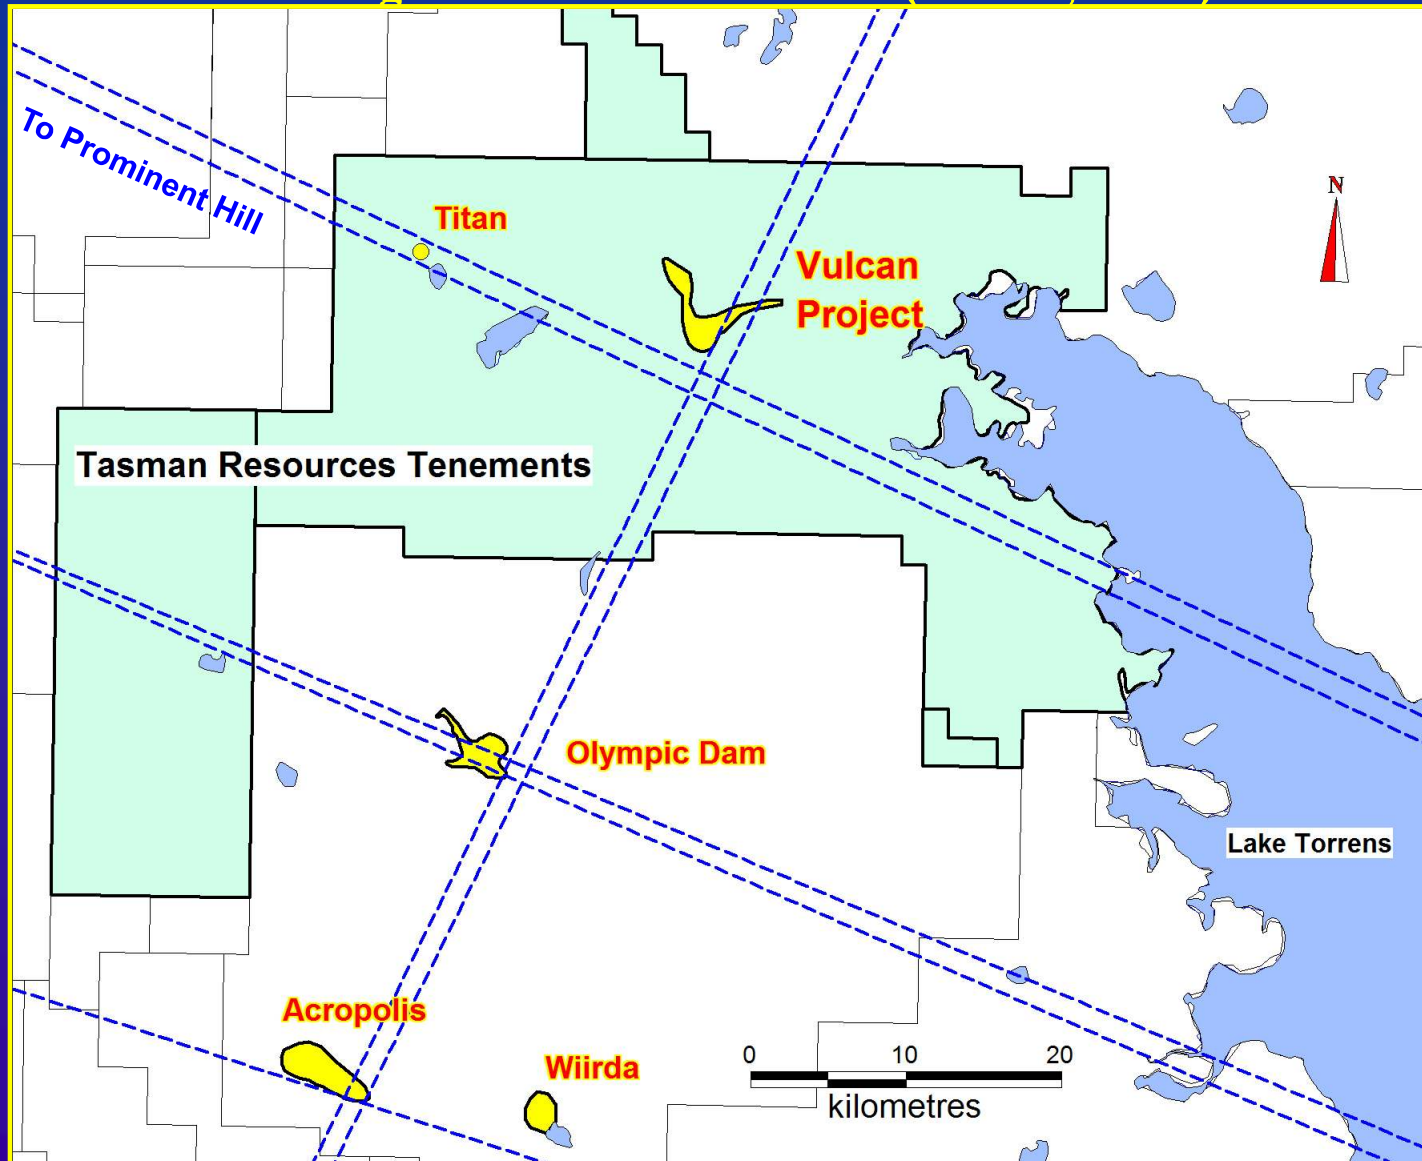 To Prominent Hill
N
Titan
Vulcan
Project
Tasman Resources Tenements
Olympic Dam
Lake Torrens
Acropolis
Wiirda
0 10 20
kilometres